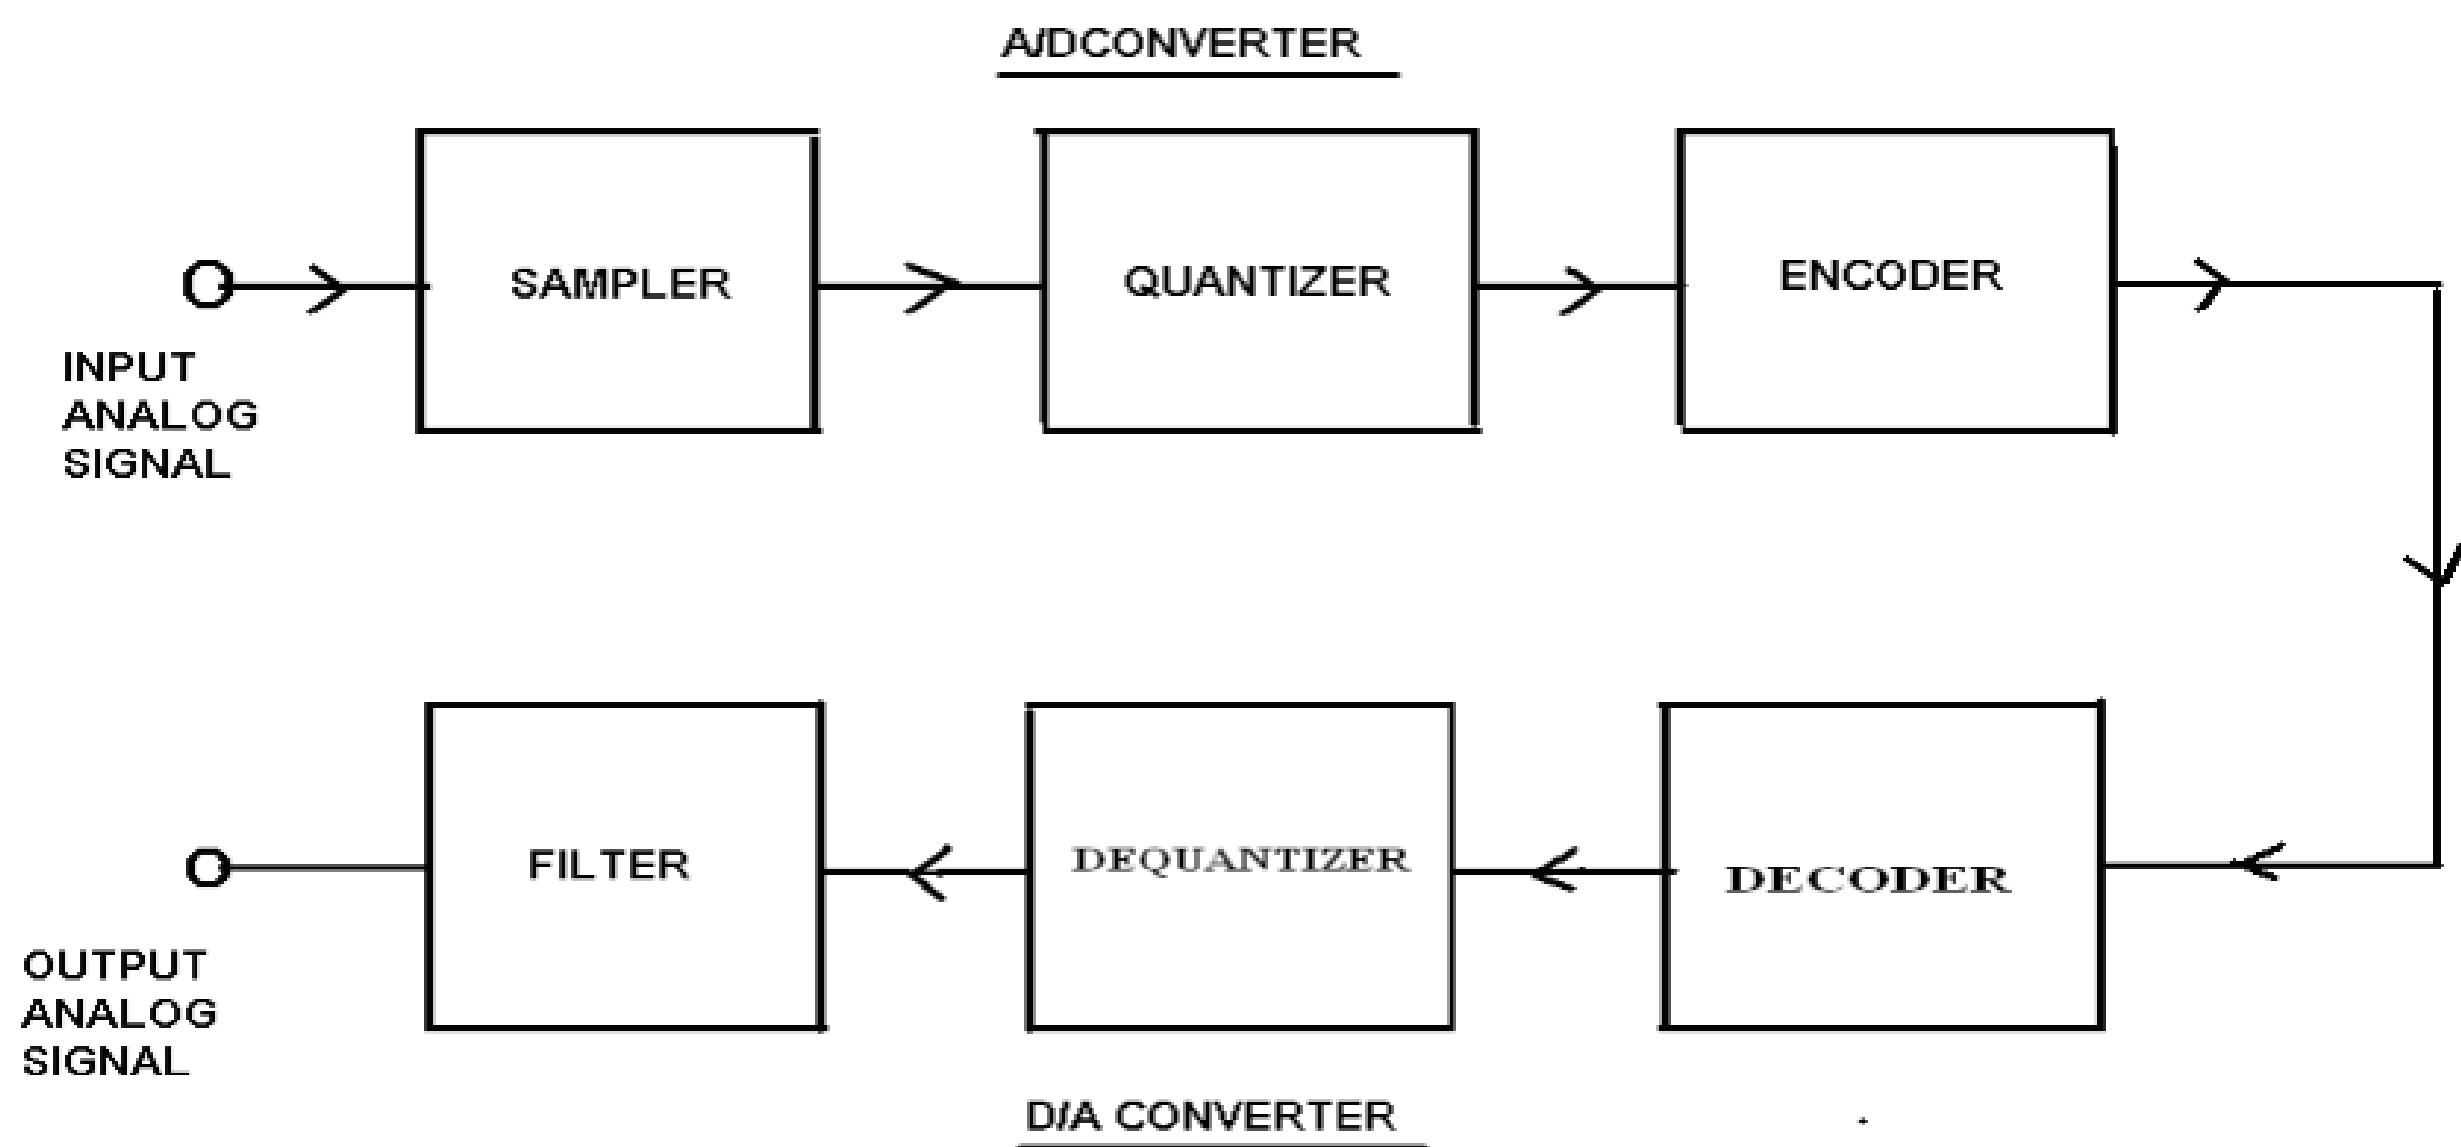 A/DCONVERTER
SAMPLER
QUANTIZER
ENCODER
INPUT
ANALOG
SIGNAL
FILTER
DEQUANTIZER
DECODER
OUTPUT
ANALOG
SIGNAL
D/A CONVERTER